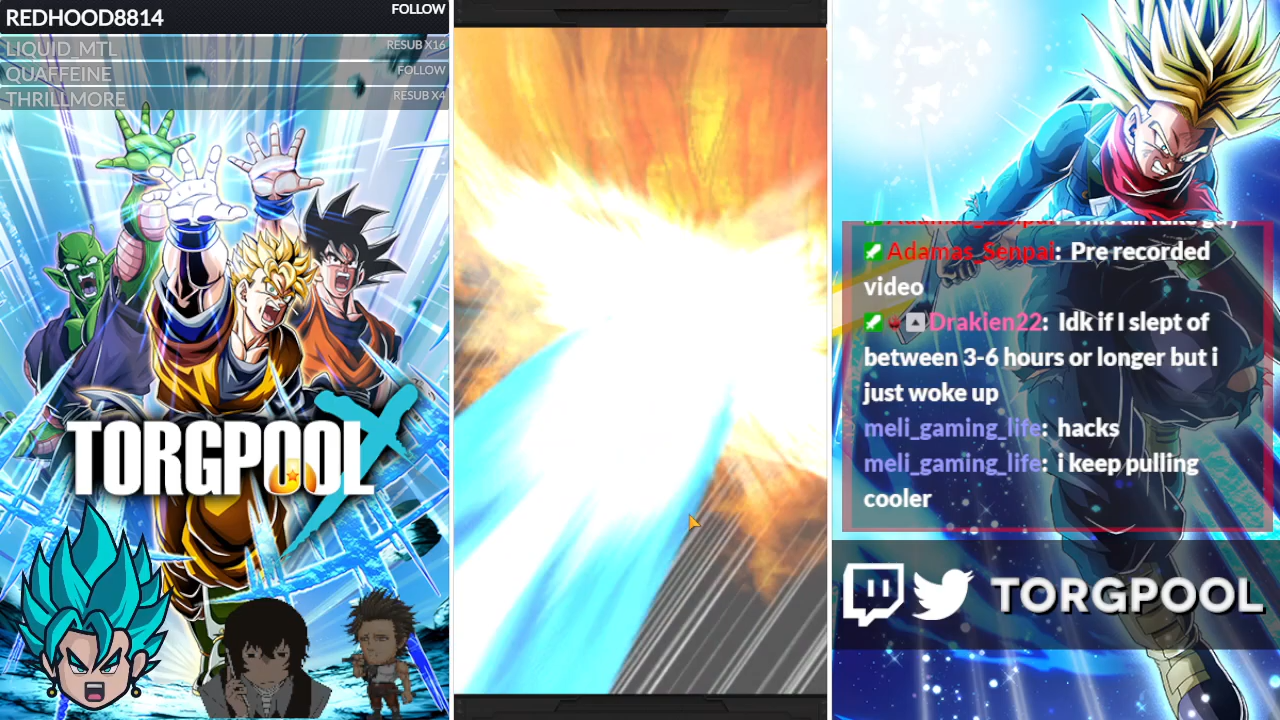 REDHOOD8814 FOLLOW
LIQUID_MTL RESUB X16
QUAFFEINE FOLLOW
THRILLMORE RESUB X4
TORGPOOL X
Adamas_Senpai: Pre recorded
video
Drakien22: Idk if I slept of
between 3-6 hours or longer but i
just woke up
meli_gaming_life: hacks
meli_gaming_life: i keep pulling
cooler
TORGPOOL